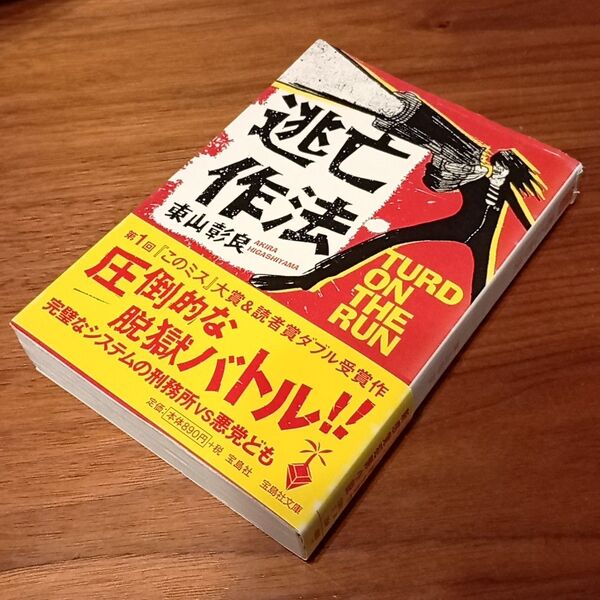 逃亡
作法
東山彰良
AKIRA
HIGASHIYAMA
TURD
ON
THE
RUN
第1回『このミス』大賞&読者賞ダブル受賞作
圧倒的な
脱獄バトル!!
完璧なシステムの刑務所VS悪党ども
定価:本体890円+税 宝島社
宝島社文庫